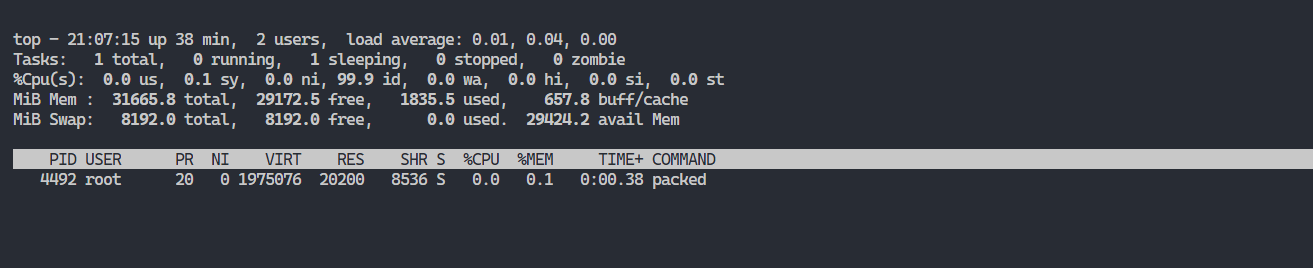 top - 21:07:15 up 38 min,  2 users,  load average: 0.01, 0.04, 0.00
Tasks:   1 total,   0 running,   1 sleeping,   0 stopped,   0 zombie
%Cpu(s):  0.0 us,  0.1 sy,  0.0 ni, 99.9 id,  0.0 wa,  0.0 hi,  0.0 si,  0.0 st
MiB Mem :  31665.8 total,  29172.5 free,   1835.5 used,    657.8 buff/cache
MiB Swap:   8192.0 total,   8192.0 free,      0.0 used.  29424.2 avail Mem
    PID USER      PR  NI    VIRT    RES    SHR S  %CPU  %MEM     TIME+ COMMAND
   4492 root      20   0 1975076  20200   8536 S   0.0   0.1   0:00.38 packed